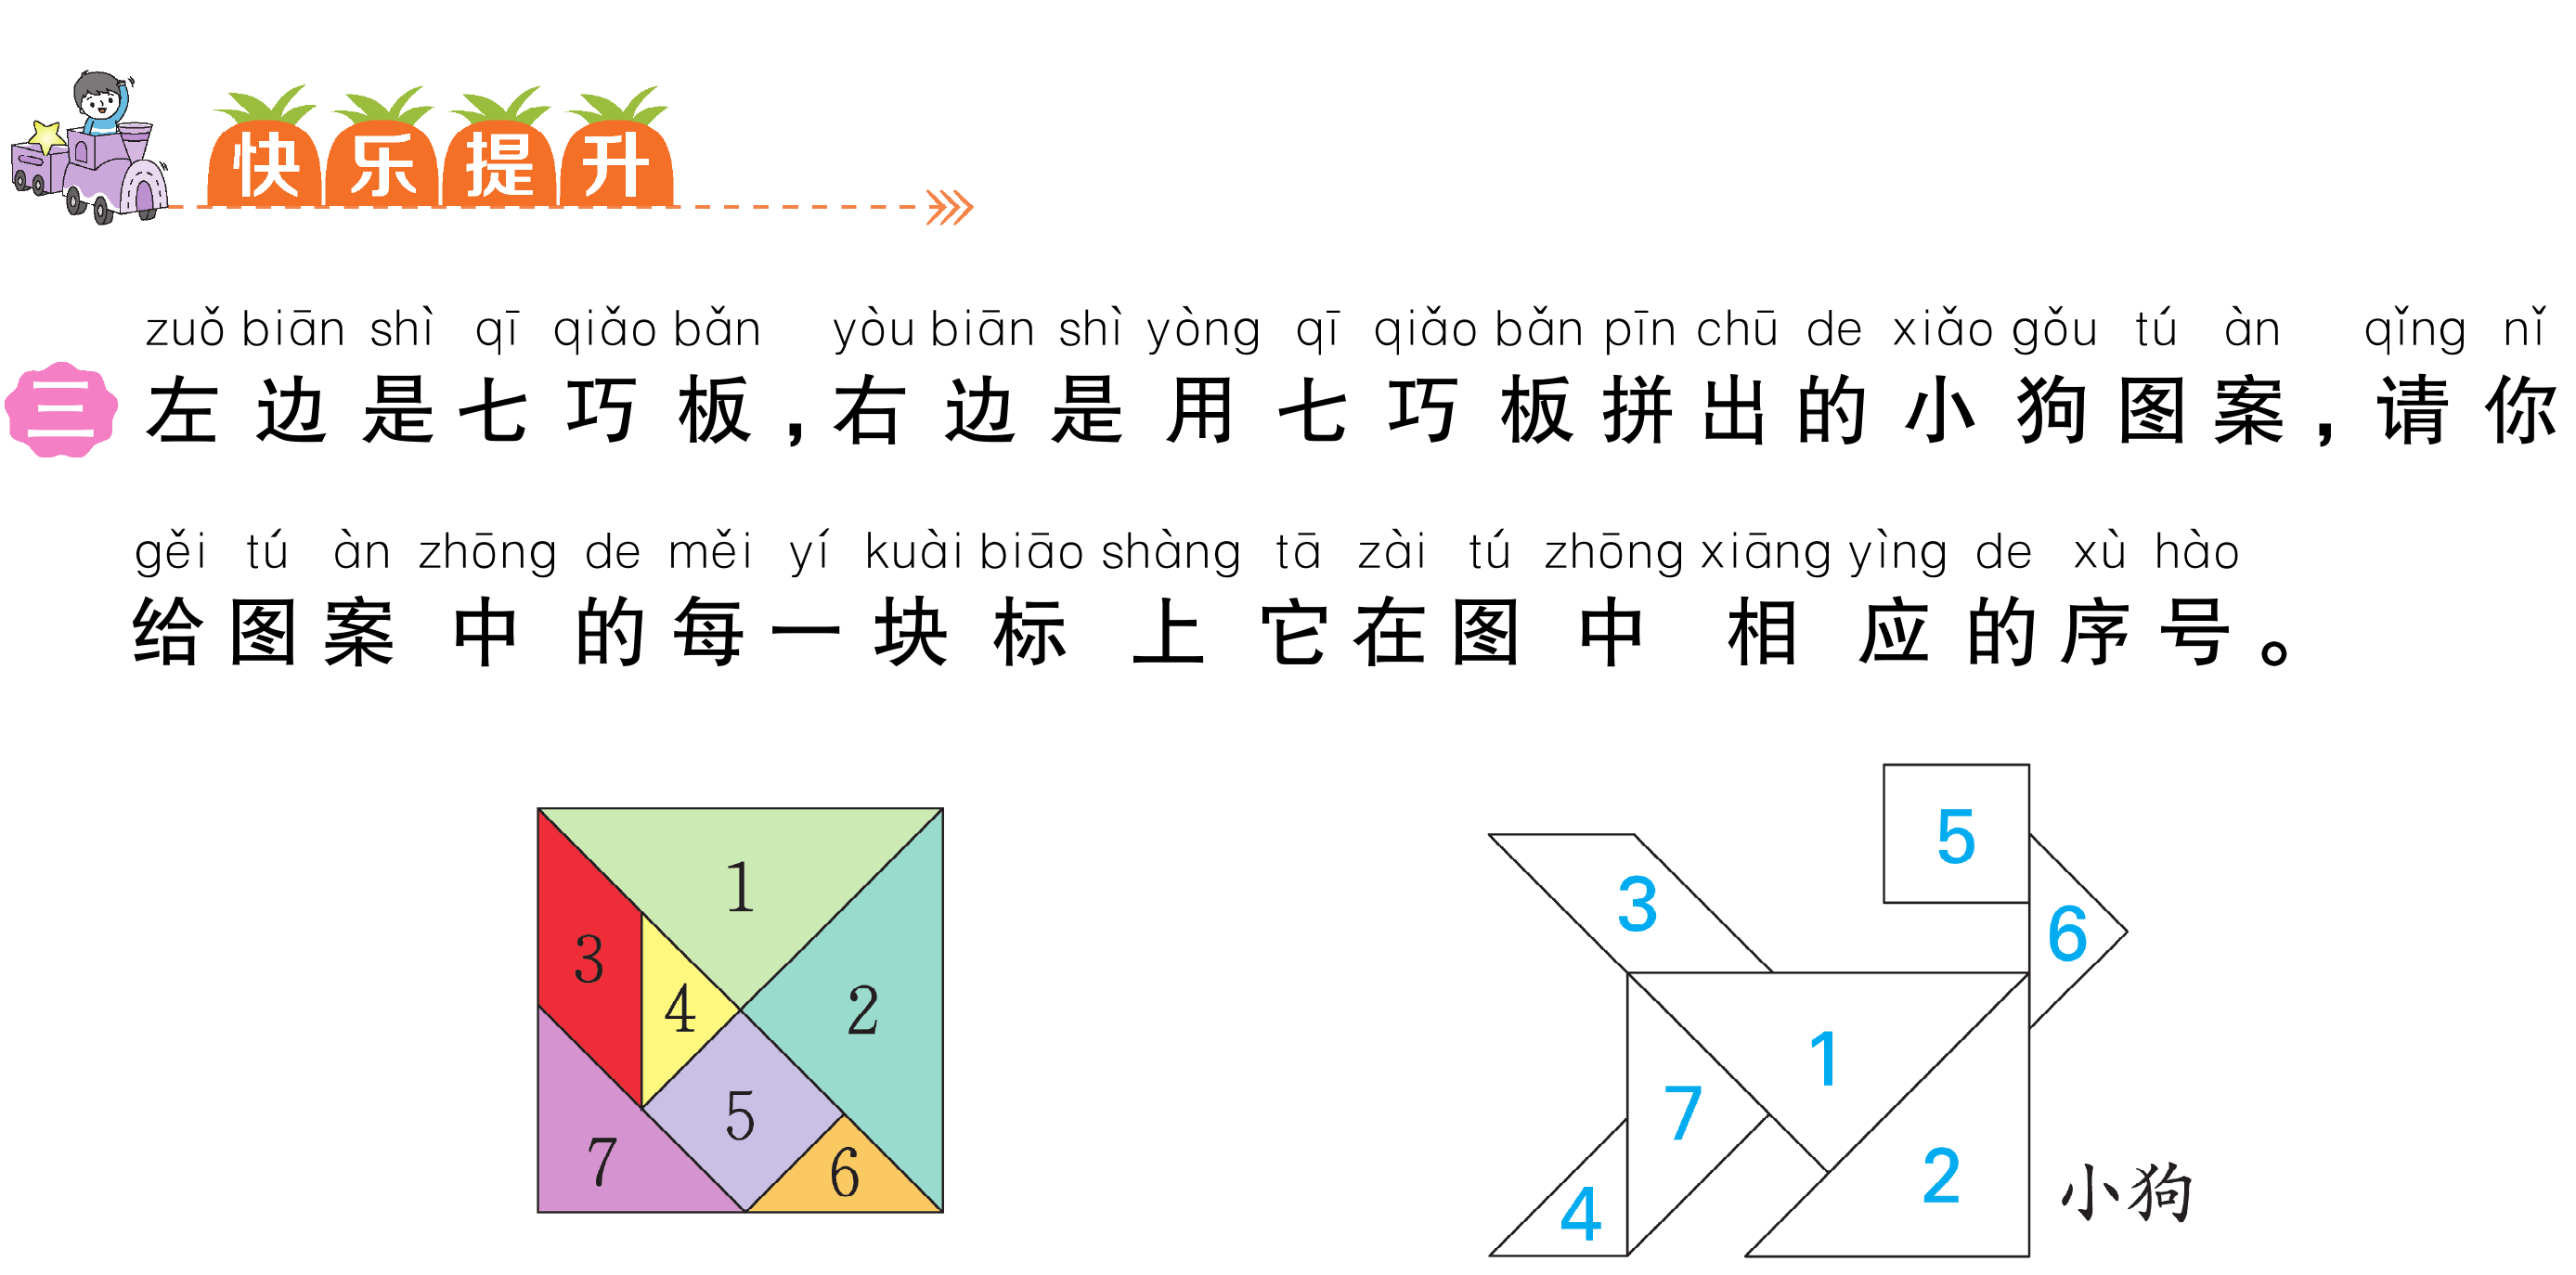 快乐提升
zuǒ biān shì qī qiǎo bǎn yòu biān shì yòng qī qiǎo bǎn pīn chū de xiǎo gǒu tú àn qǐng nǐ
三 左边是七巧板,右边是用七巧板拼出的小狗图案,请你
gěi tú àn zhōng de měi yí kuài biāo shàng tā zài tú zhōng xiāng yìng de xù hào
给图案中的每一块标上它在图中相应的序号。
1
3
4
2
5
7
6
5
3
6
1
7
2
4
小狗